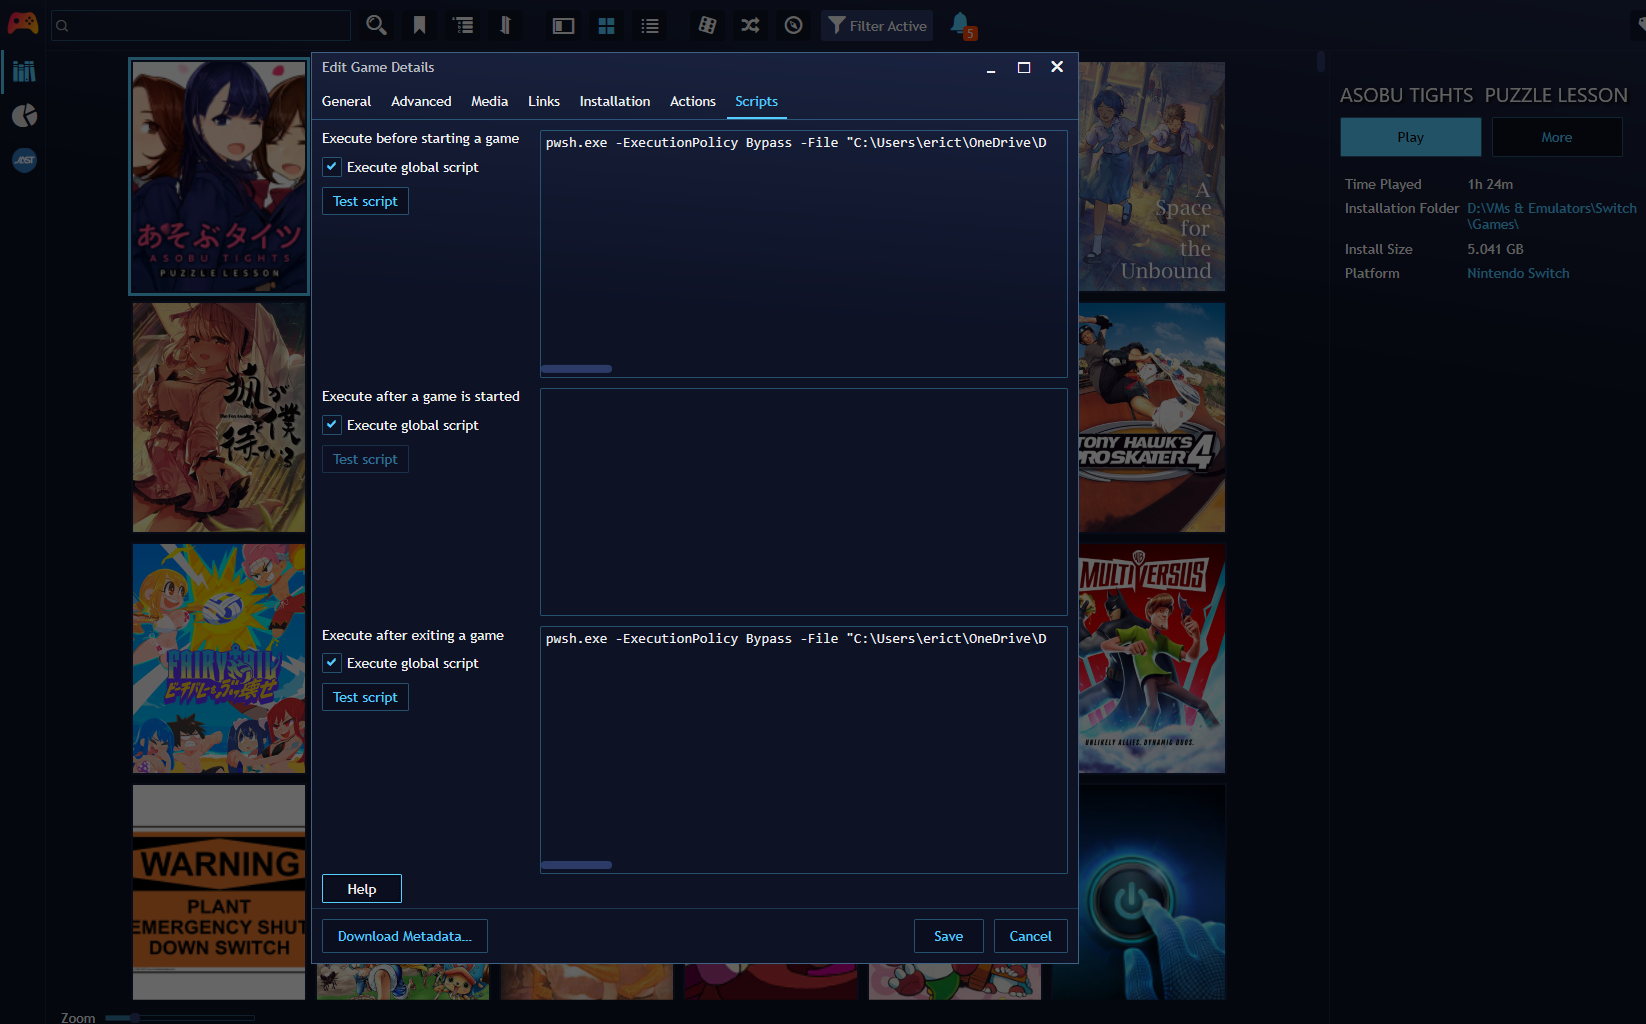 Filter Active
5
Edit Game Details
General Advanced Media Links Installation Actions Scripts
Execute before starting a game
Execute global script
Test script
pwsh.exe -ExecutionPolicy Bypass -File "C:\Users\erict\OneDrive\D
Execute after a game is started
Execute global script
Test script
Execute after exiting a game
Execute global script
Test script
pwsh.exe -ExecutionPolicy Bypass -File "C:\Users\erict\OneDrive\D
Help
Download Metadata...
Save
Cancel
あそぶタイツ
ASOBU TIGHTS
PUZZLE LESSON
A
Space
for
the
Unbound
ASOBU TIGHTS PUZZLE LESSON
Play
More
Time Played 1h 24m
Installation Folder D:\VMs & Emulators\Switch
\Games\
Install Size 5.041 GB
Platform Nintendo Switch
TONY HAWK'S
PRO SKATER 4
FAIRY TAIL
MULTIVERSUS
UNLIKELY ALLIES. DYNAMIC DUOS.
WARNING
PLANT
EMERGENCY SHUT
DOWN SWITCH
Zoom